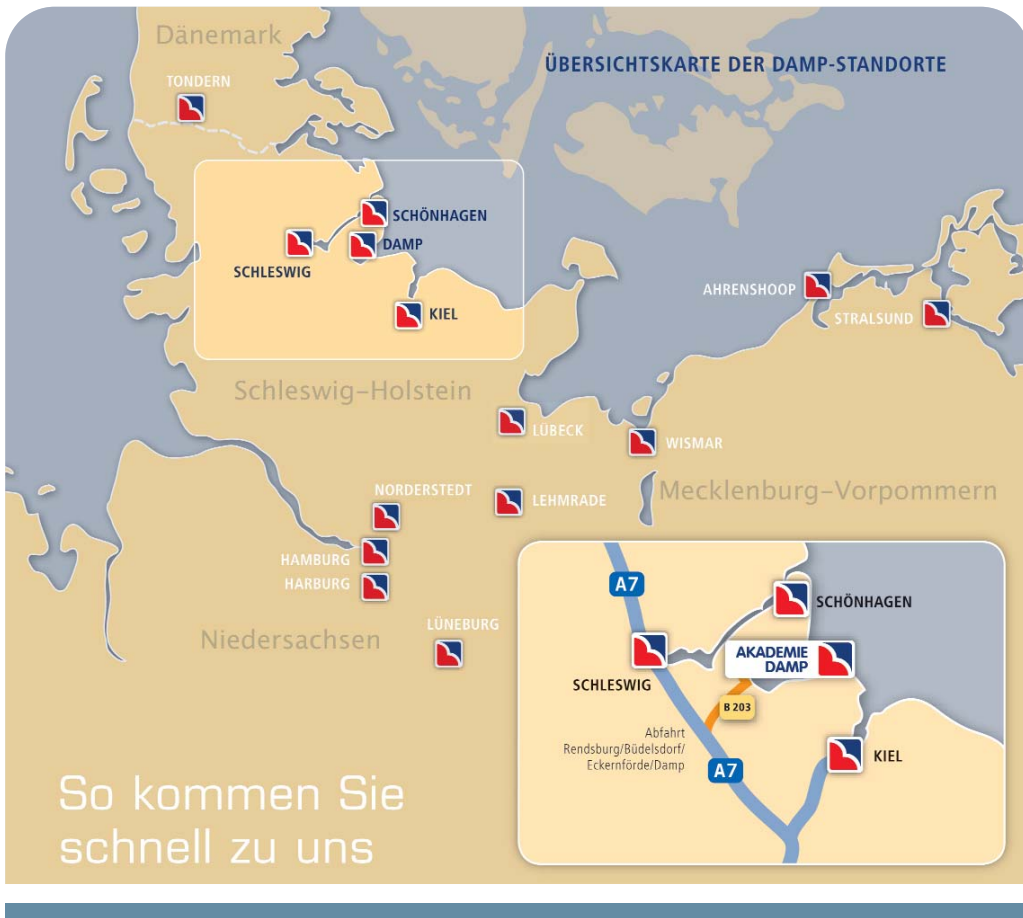 Dänemark
TONDERN
ÜBERSICHTSKARTE DER DAMP-STANDORTE
SCHÖNHAGEN
DAMP
SCHLESWIG
KIEL
AHRENSHOOP
STRALSUND
Schleswig-Holstein
LÜBECK
WISMAR
NORDERSTEDT
LEHMRADE
Mecklenburg-Vorpommern
HAMBURG
HARBURG
LÜNEBURG
Niedersachsen
A7
SCHÖNHAGEN
AKADEMIE
DAMP
SCHLESWIG
B 203
Abfahrt
Rendsburg/Büdelsdorf/
Eckernförde/Damp
A7
KIEL
So kommen Sie
schnell zu uns